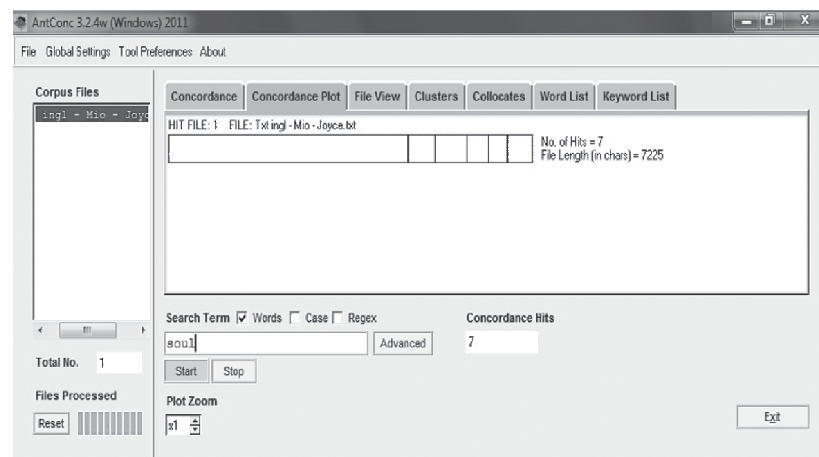 AntConc 3.2.4w (Windows) 2011
File Global Settings Tool Preferences About
Corpus Files
ingl - Mio - Joyc
Total No. 1
Files Processed
Reset
Concordance Concordance Plot File View Clusters Collocates Word List Keyword List
HIT FILE: 1 FILE: Txt ingl - Mio - Joyce.txt
No. of Hits = 7
File Length (in chars) = 7225
Search Term Words Case Regex
Concordance Hits
soul
Advanced
7
Start Stop
Plot Zoom
x1
Exit